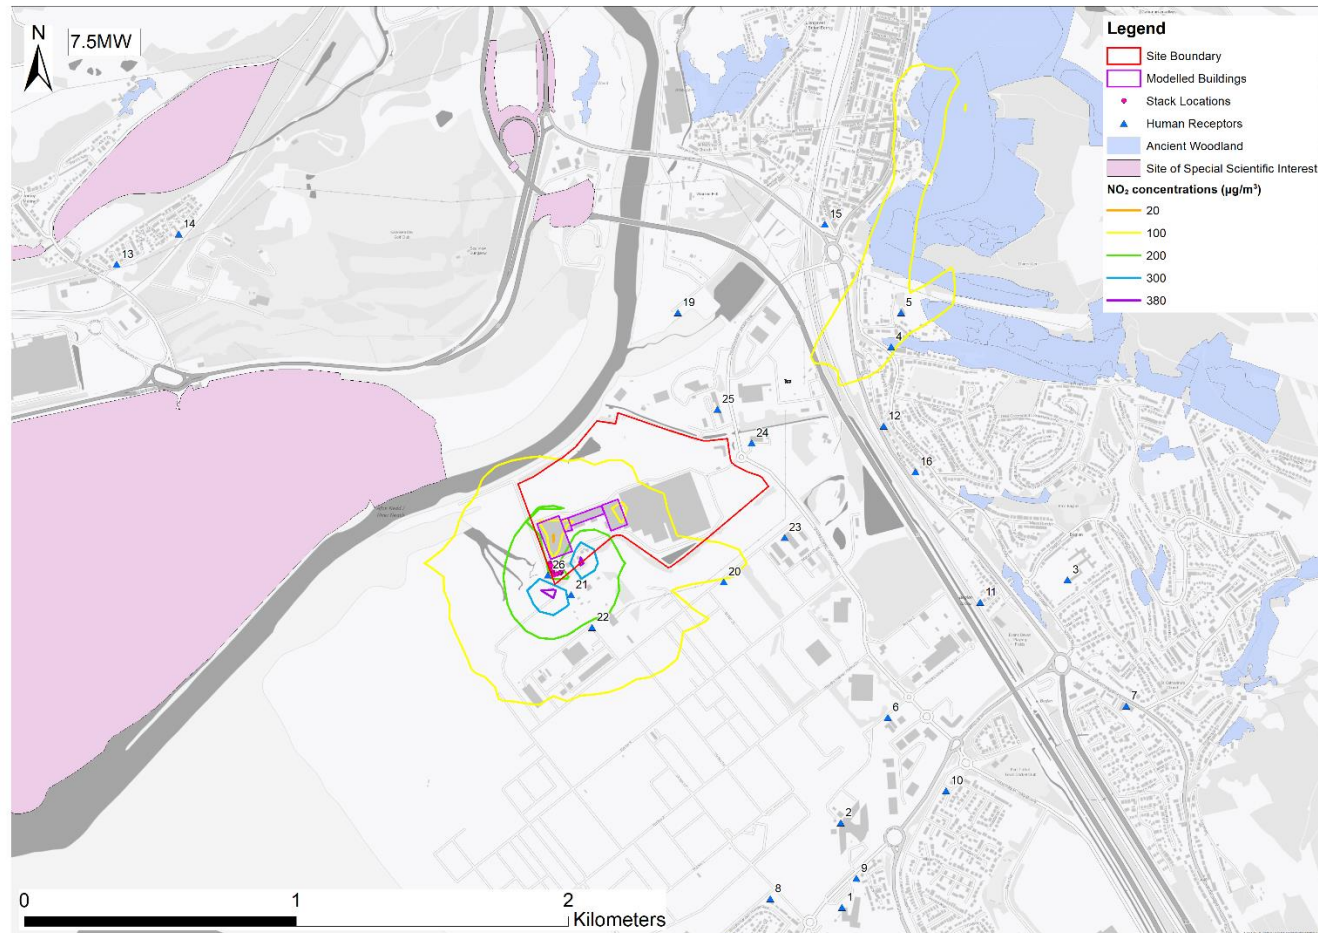 N
7.5MW
Legend
Site Boundary
Modelled Buildings
Stack Locations
Human Receptors
Ancient Woodland
Site of Special Scientific Interest
NO₂ concentrations (µg/m³)
20
100
200
300
380
14
13
15
19
5
4
25
24
12
16
23
26
21
20
22
3
11
7
6
10
2
9
8
1
0
1
2
Kilometers